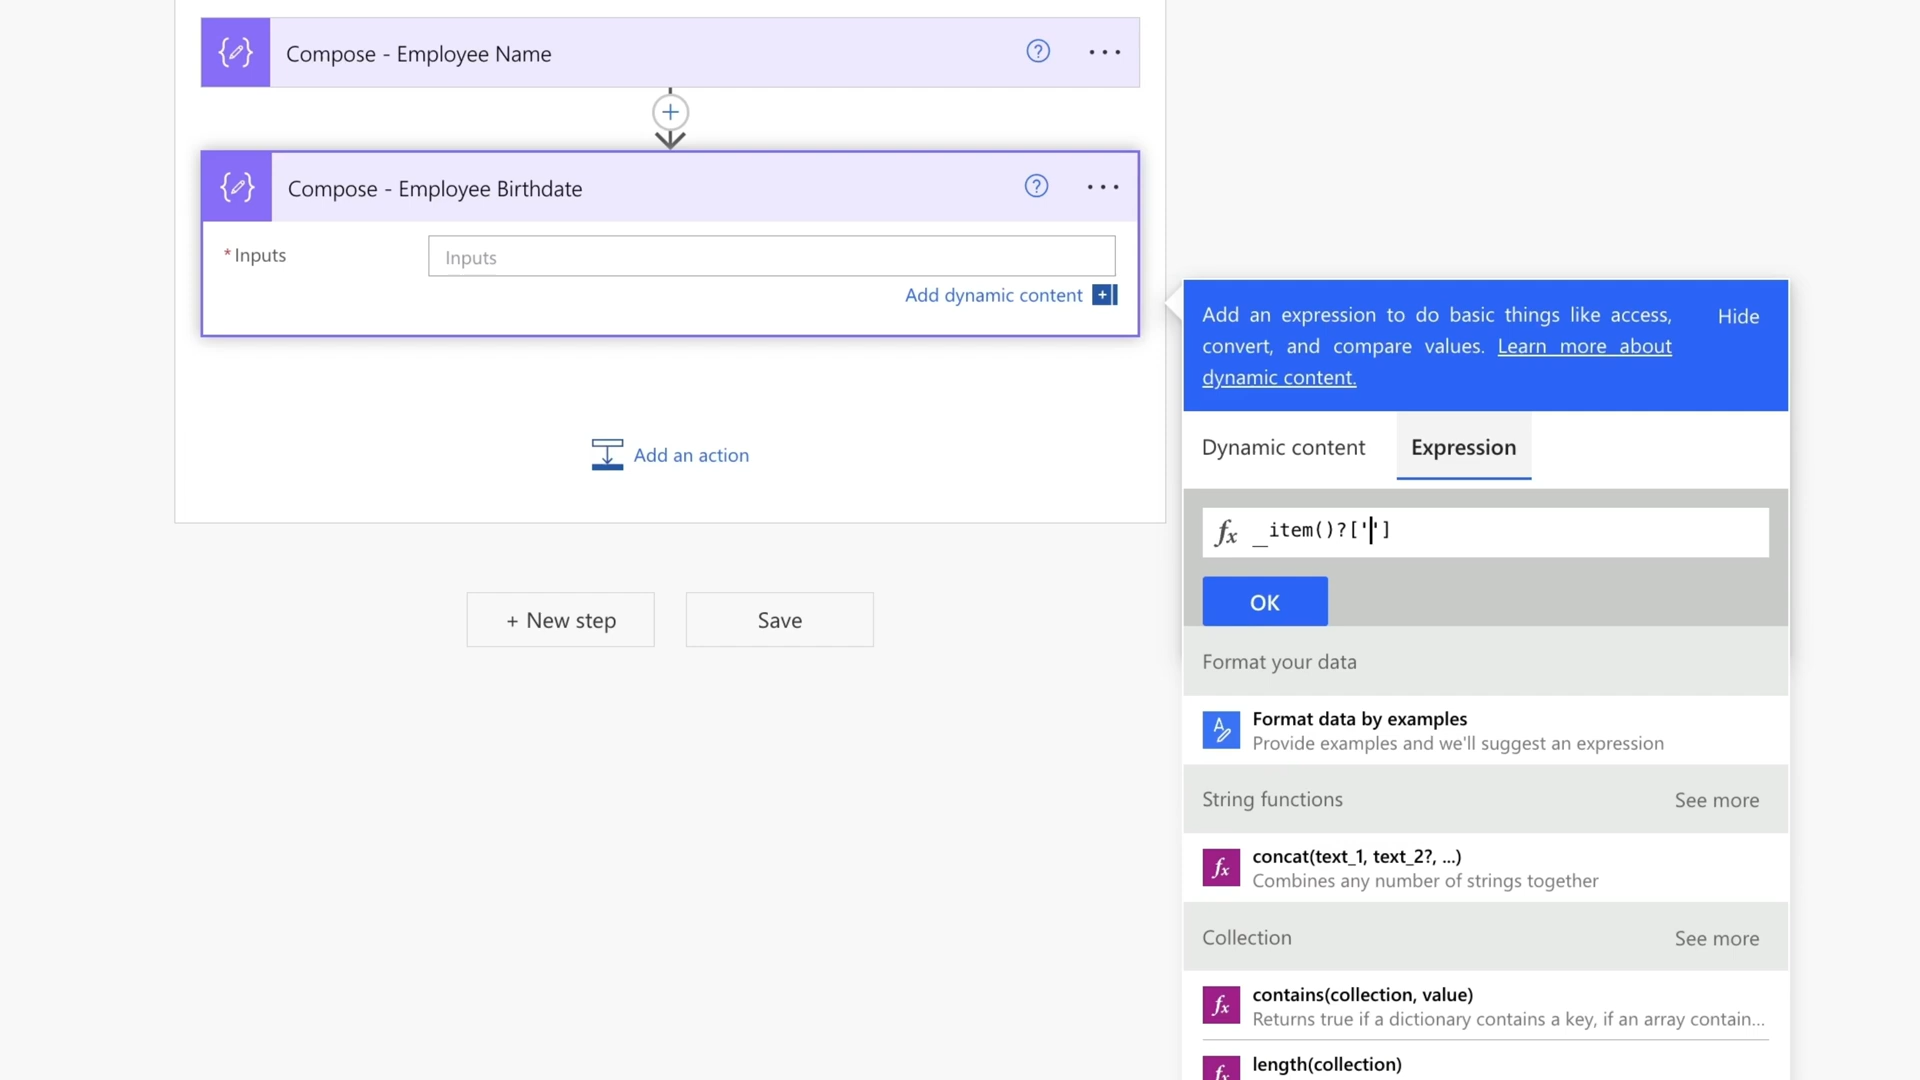 Compose - Employee Name
Compose - Employee Birthdate
* Inputs
Inputs
Add dynamic content
Add an action
+ New step
Save
Add an expression to do basic things like access,
convert, and compare values. Learn more about
dynamic content.
Hide
Dynamic content
Expression
fx _item()?['']
OK
Format your data
Format data by examples
Provide examples and we'll suggest an expression
String functions
See more
fx concat(text_1, text_2?, ...)
Combines any number of strings together
Collection
See more
fx contains(collection, value)
Returns true if a dictionary contains a key, if an array contain...
fx length(collection)